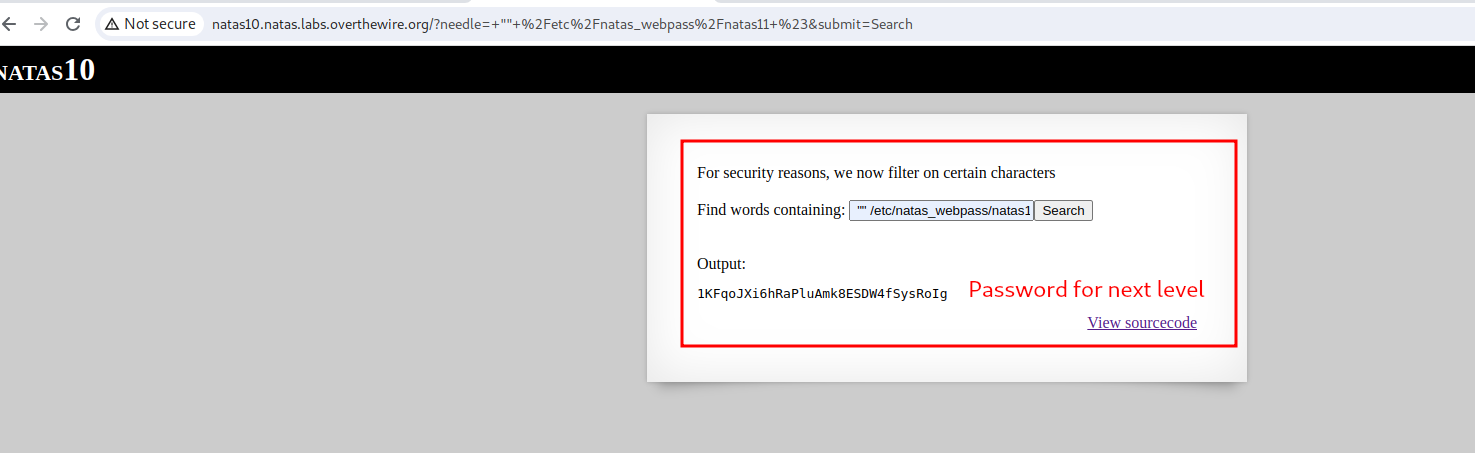 Not secure natas10.natas.labs.overthewire.org/?needle=+""+%2Fetc%2Fnatas_webpass%2Fnatas11+%23&submit=Search
NATAS10
For security reasons, we now filter on certain characters
Find words containing: "" /etc/natas_webpass/natas1 Search
Output:
1KFqoJXi6hRaPluAmk8ESDW4fSysRoIg Password for next level
View sourcecode